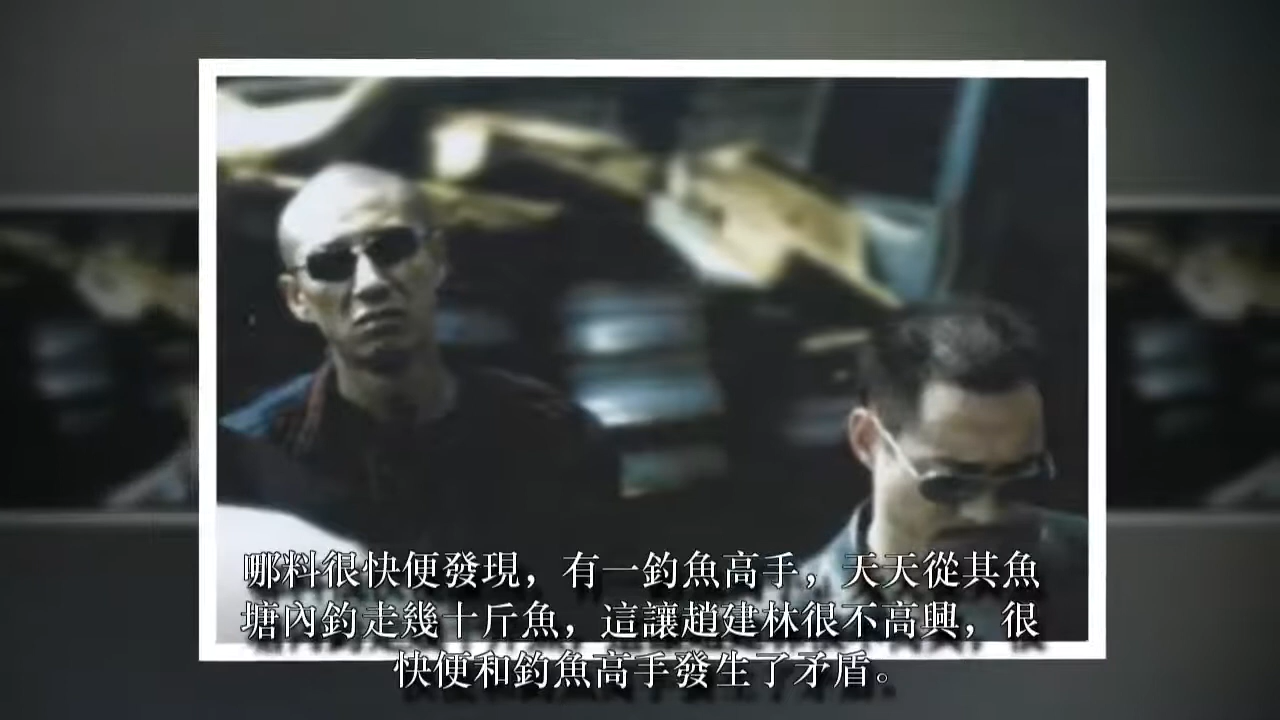 哪料很快便發現，有一釣魚高手，天天從其魚
塘內釣走幾十斤魚，這讓趙建林很不高興，很
快便和釣魚高手發生了矛盾。